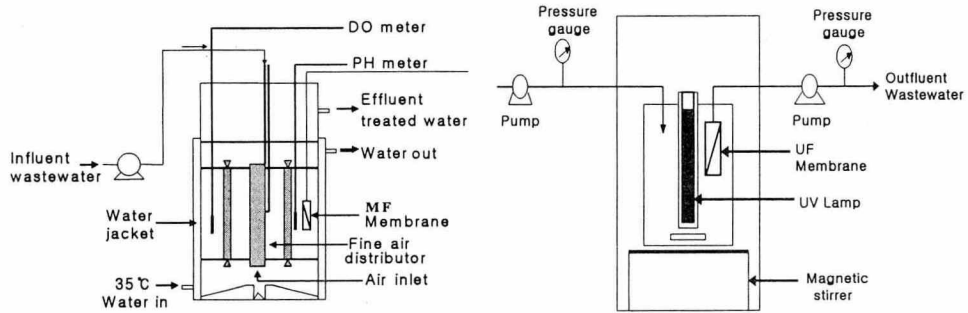 DO meter
PH meter
Effluent
treated water
Water out
Influent
wastewater
Water
jacket
MF
Membrane
Fine air
distributor
Air inlet
35℃
Water in
Pressure
gauge
Pump
Pressure
gauge
Outfluent
Wastewater
Pump
UF
Membrane
UV Lamp
Magnetic
stirrer